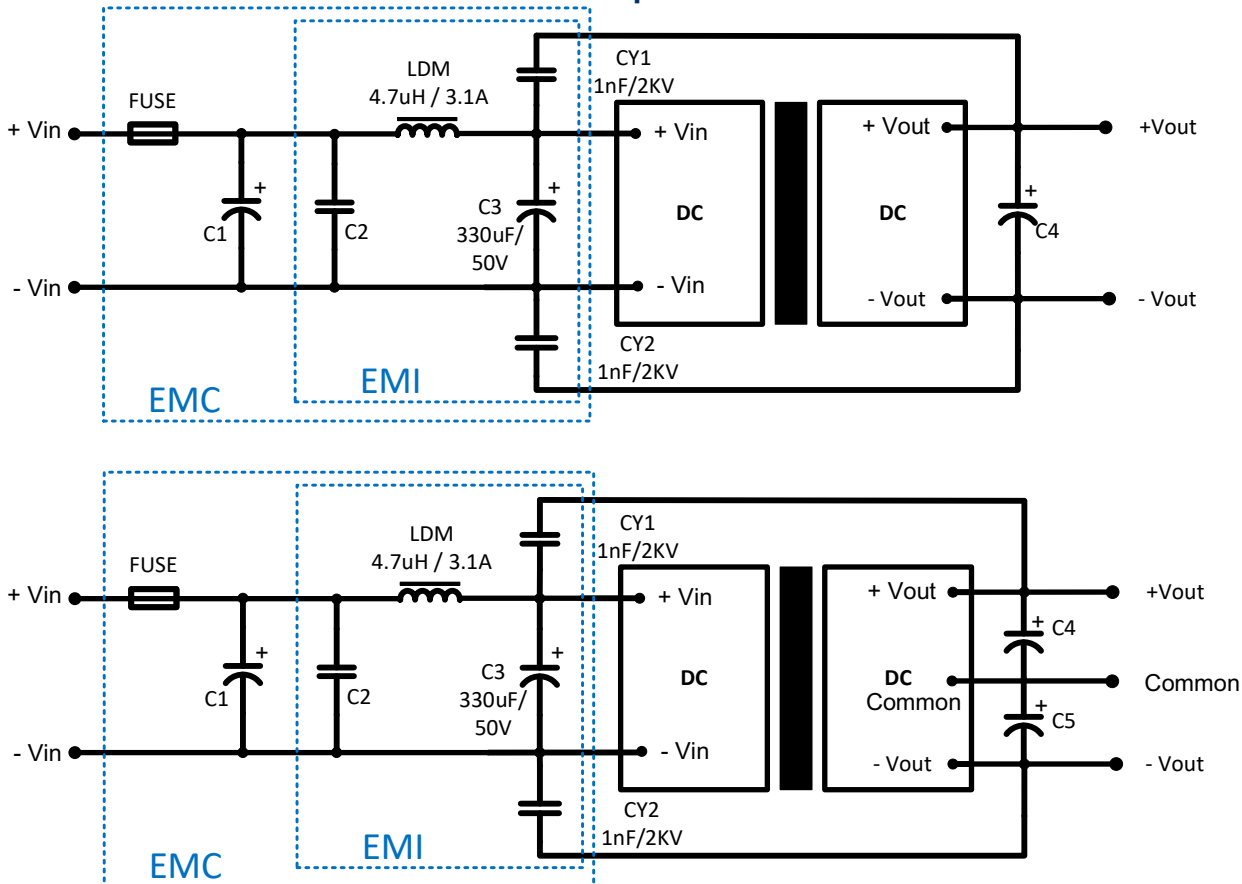 CY1
1nF/2KV
LDM
4.7uH / 3.1A
FUSE
+ Vin
+ Vin
+ Vout
+Vout
+
+
+
C1
C2
C3
330uF/
50V
DC
DC
C4
- Vin
- Vin
- Vout
- Vout
CY2
1nF/2KV
EMI
EMC
CY1
1nF/2KV
LDM
4.7uH / 3.1A
FUSE
+ Vin
+ Vin
+ Vout
+Vout
+
C4
+
+
C1
C2
C3
330uF/
50V
DC
DC
Common
Common
+
C5
- Vin
- Vin
- Vout
- Vout
CY2
1nF/2KV
EMI
EMC